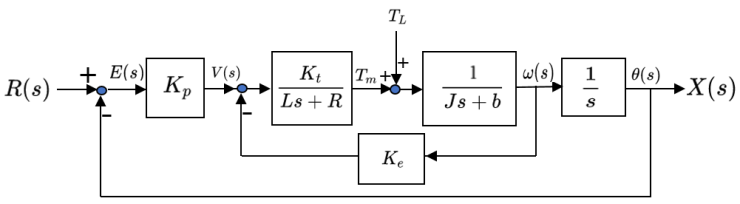 T_L
+ E(s) V(s) T_m + + ω(s) θ(s)
R(s) K_p K_t / Ls + R 1 / Js + b 1 / s X(s)
- -
K_e